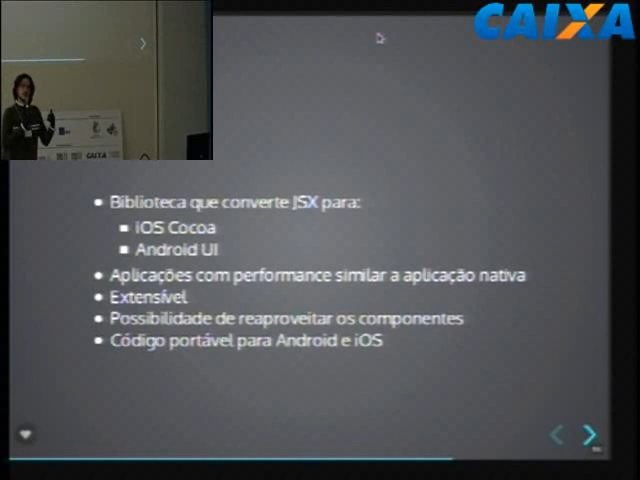 CAIXA
CAIXA
Biblioteca que converte JSX para:
iOS Cocoa
Android UI
Aplicações com performance similar a aplicação nativa
Extensível
Possibilidade de reaproveitar os componentes
Código portável para Android e iOS